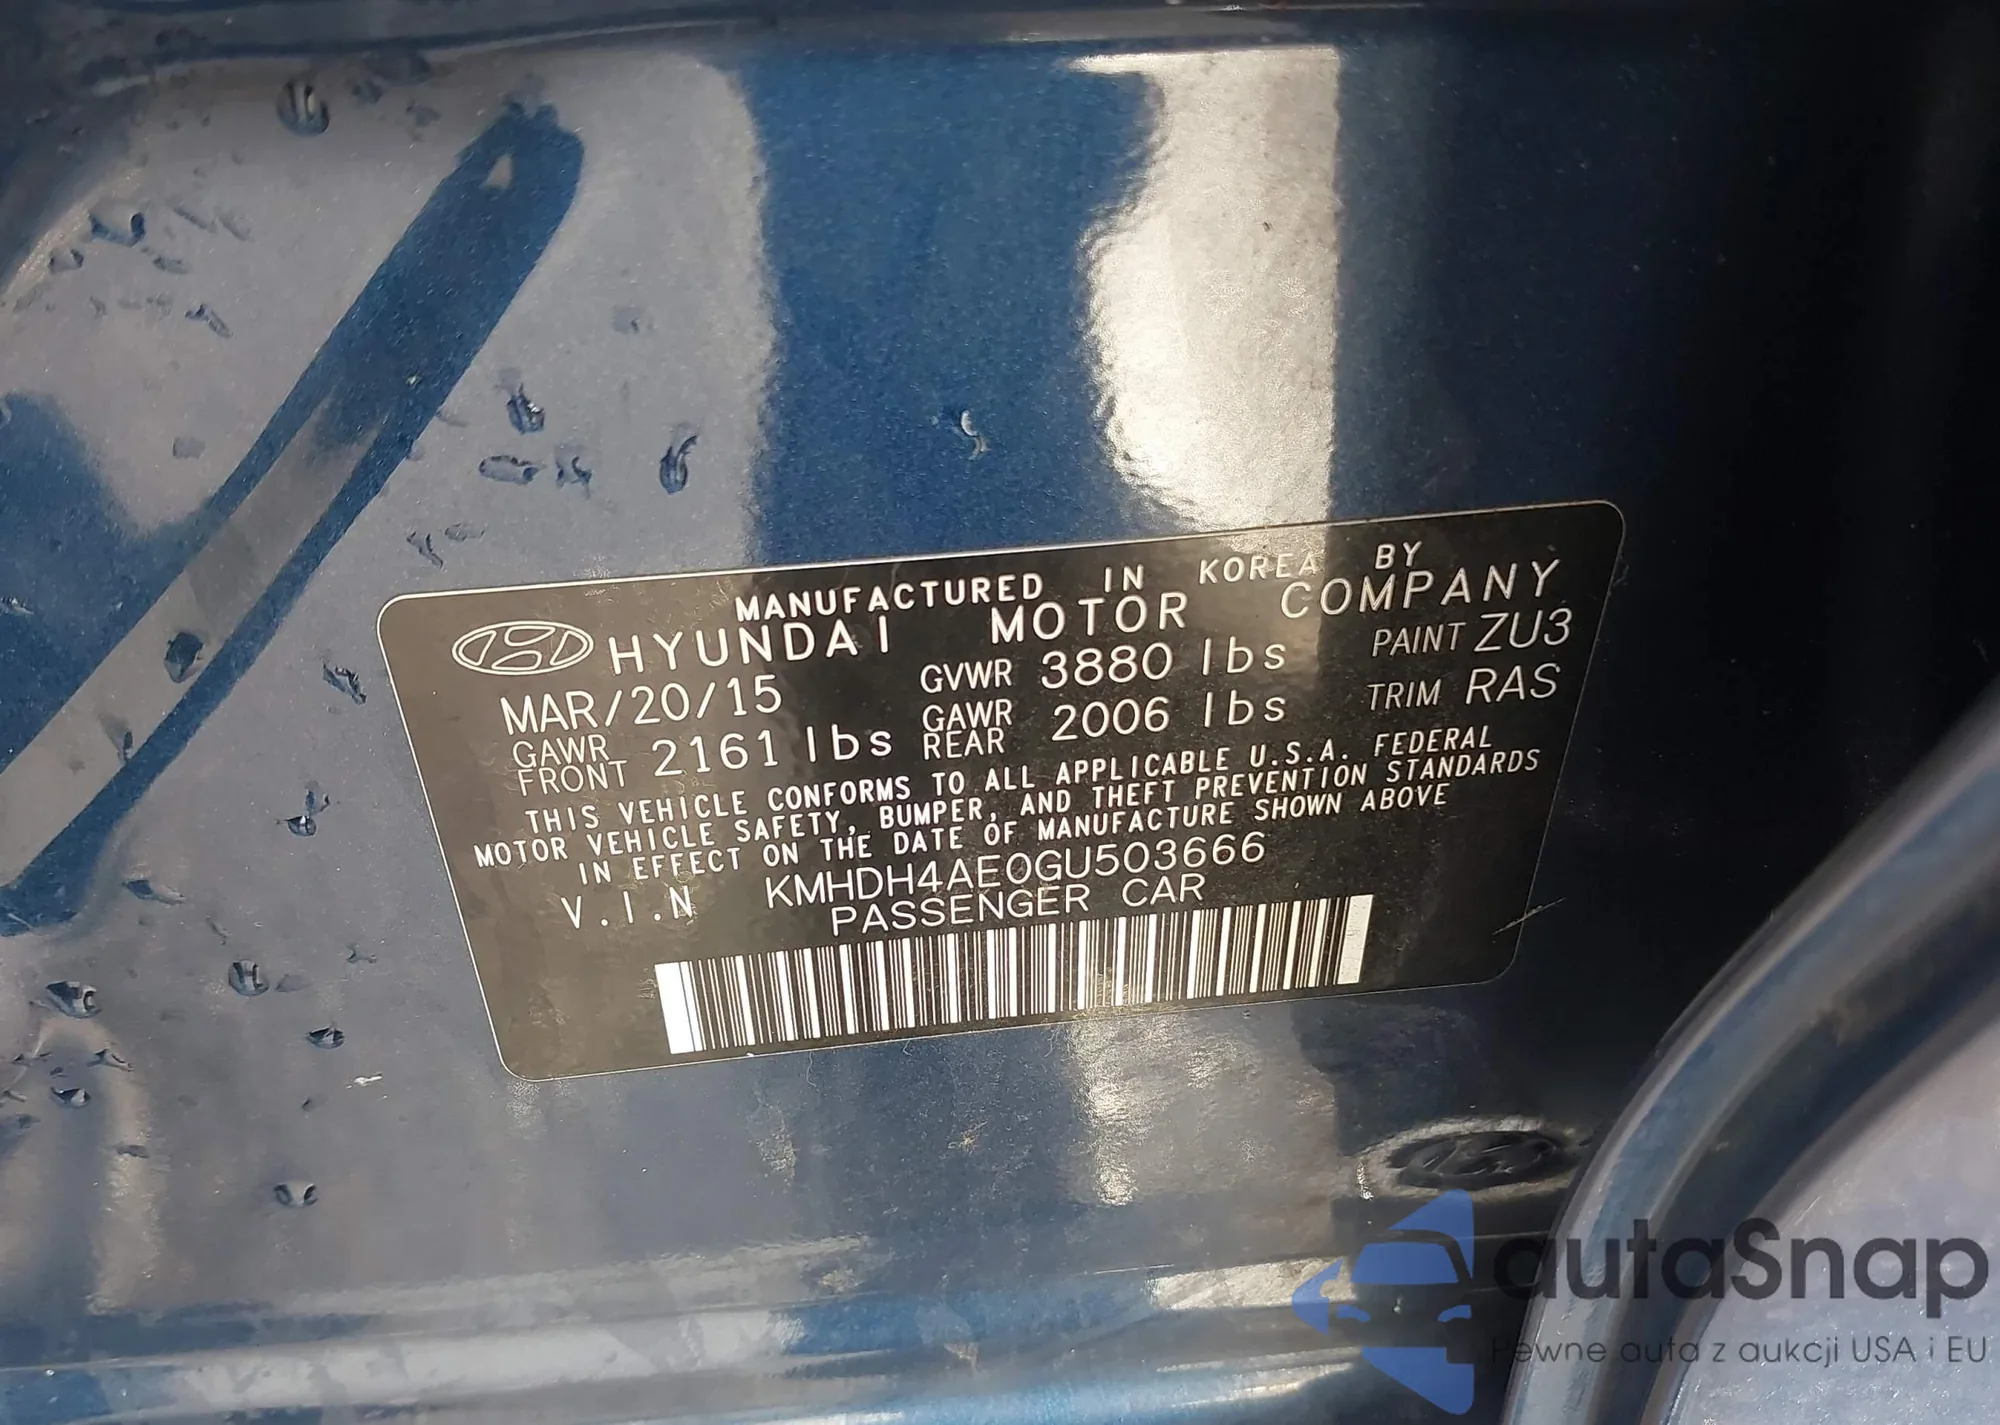 MANUFACTURED IN KOREA BY
HYUNDAI MOTOR COMPANY
MAR/20/15 GVWR 3880 lbs PAINT ZU3
GAWR FRONT 2161 lbs GAWR REAR 2006 lbs TRIM RAS
THIS VEHICLE CONFORMS TO ALL APPLICABLE U.S.A. FEDERAL
MOTOR VEHICLE SAFETY, BUMPER, AND THEFT PREVENTION STANDARDS
IN EFFECT ON THE DATE OF MANUFACTURE SHOWN ABOVE
V.I.N KMHDH4AE0GU503666
PASSENGER CAR
autaSnap
Pewne auta z aukcji USA i EU